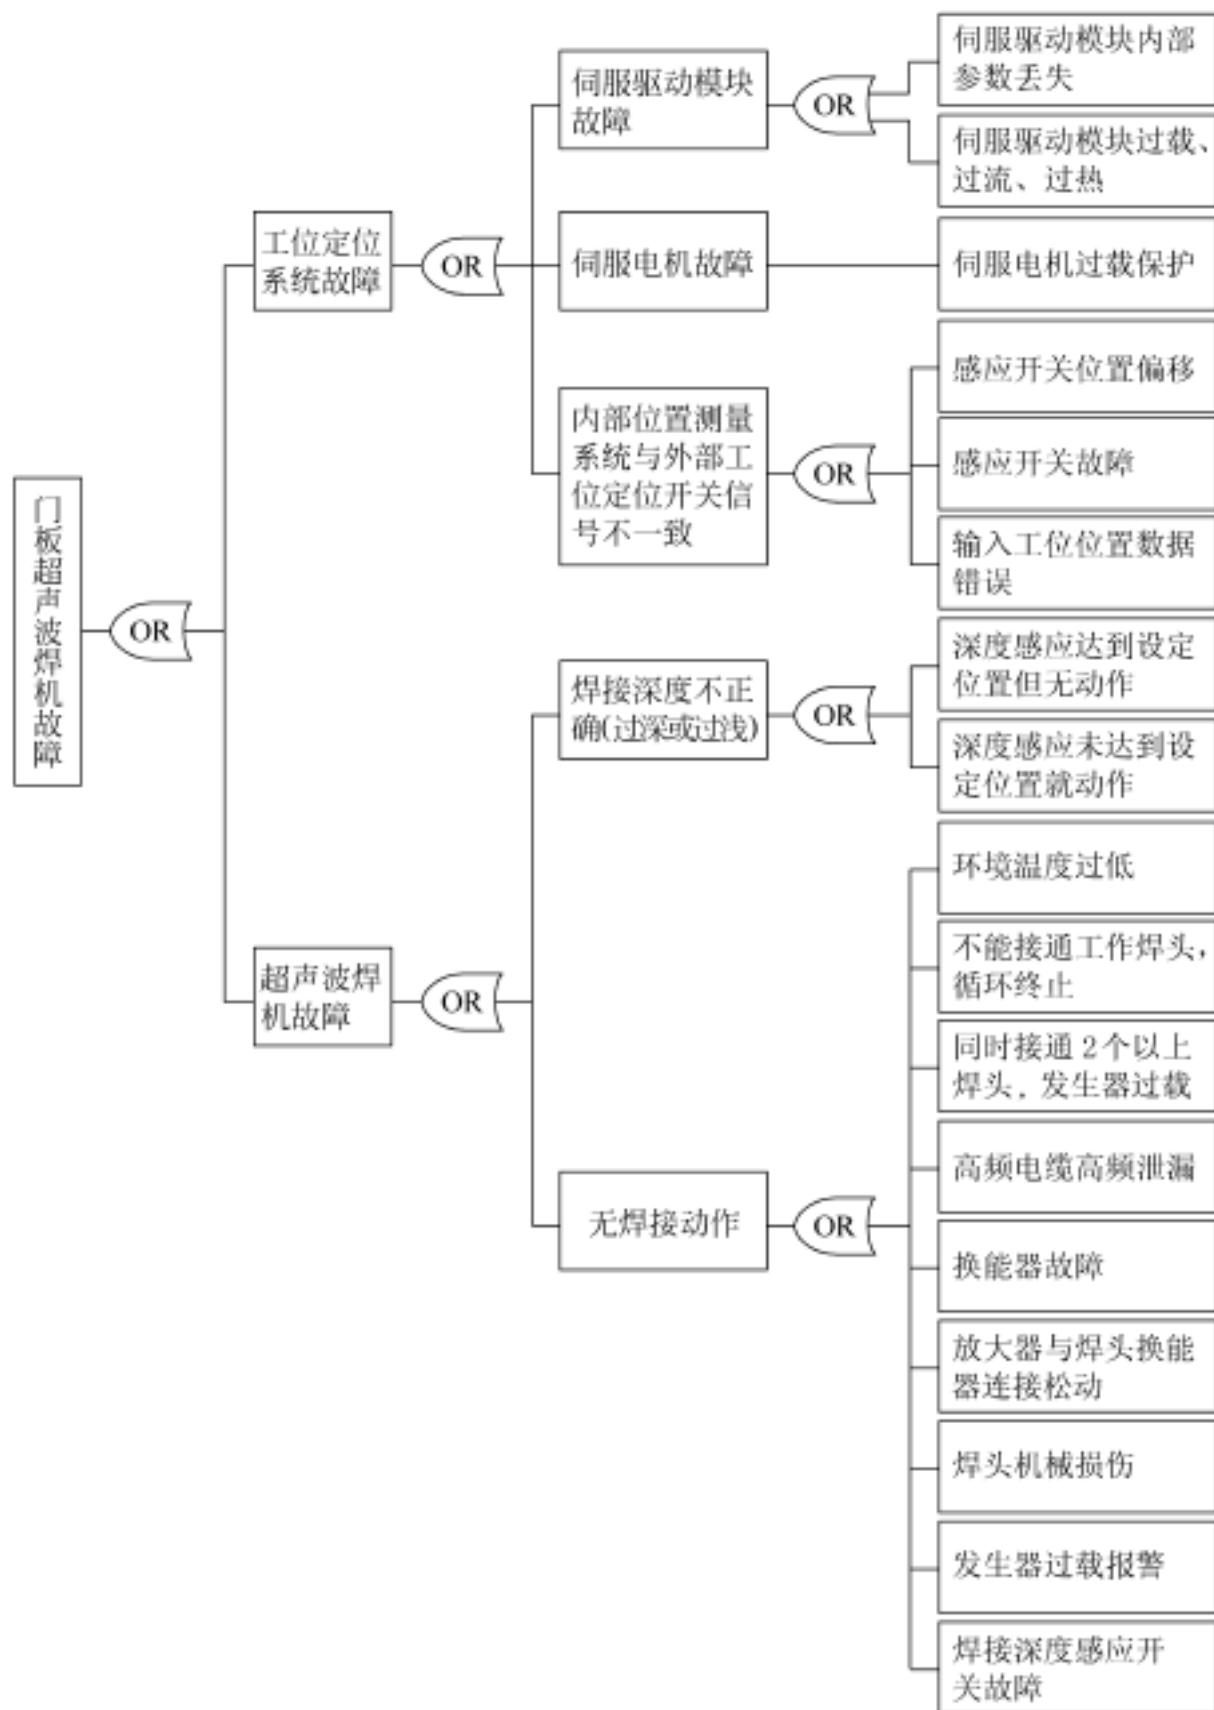 门板超声波焊机故障
OR
工位定位
系统故障
OR
伺服驱动模块
故障
OR
伺服驱动模块内部
参数丢失
伺服驱动模块过载、
过流、过热
伺服电机故障
伺服电机过载保护
内部位置测量
系统与外部工
位定位开关信
号不一致
OR
感应开关位置偏移
感应开关故障
输入工位位置数据
错误
超声波焊
机故障
OR
焊接深度不正
确(过深或过浅)
OR
深度感应达到设定
位置但无动作
深度感应未达到设
定位置就动作
无焊接动作
OR
环境温度过低
不能接通工作焊头，
循环终止
同时接通2个以上
焊头，发生器过载
高频电缆高频泄漏
换能器故障
放大器与焊头换能
器连接松动
焊头机械损伤
发生器过载报警
焊接深度感应开
关故障